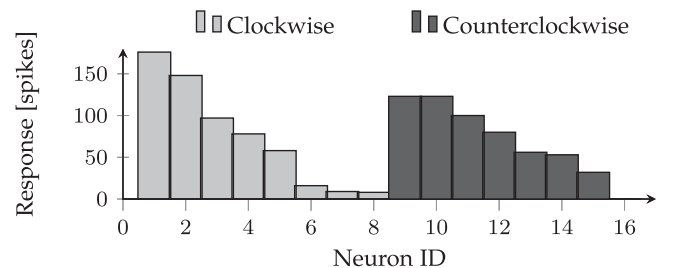 Clockwise Counterclockwise
Response [spikes]
150
100
50
0
0 2 4 6 8 10 12 14 16
Neuron ID